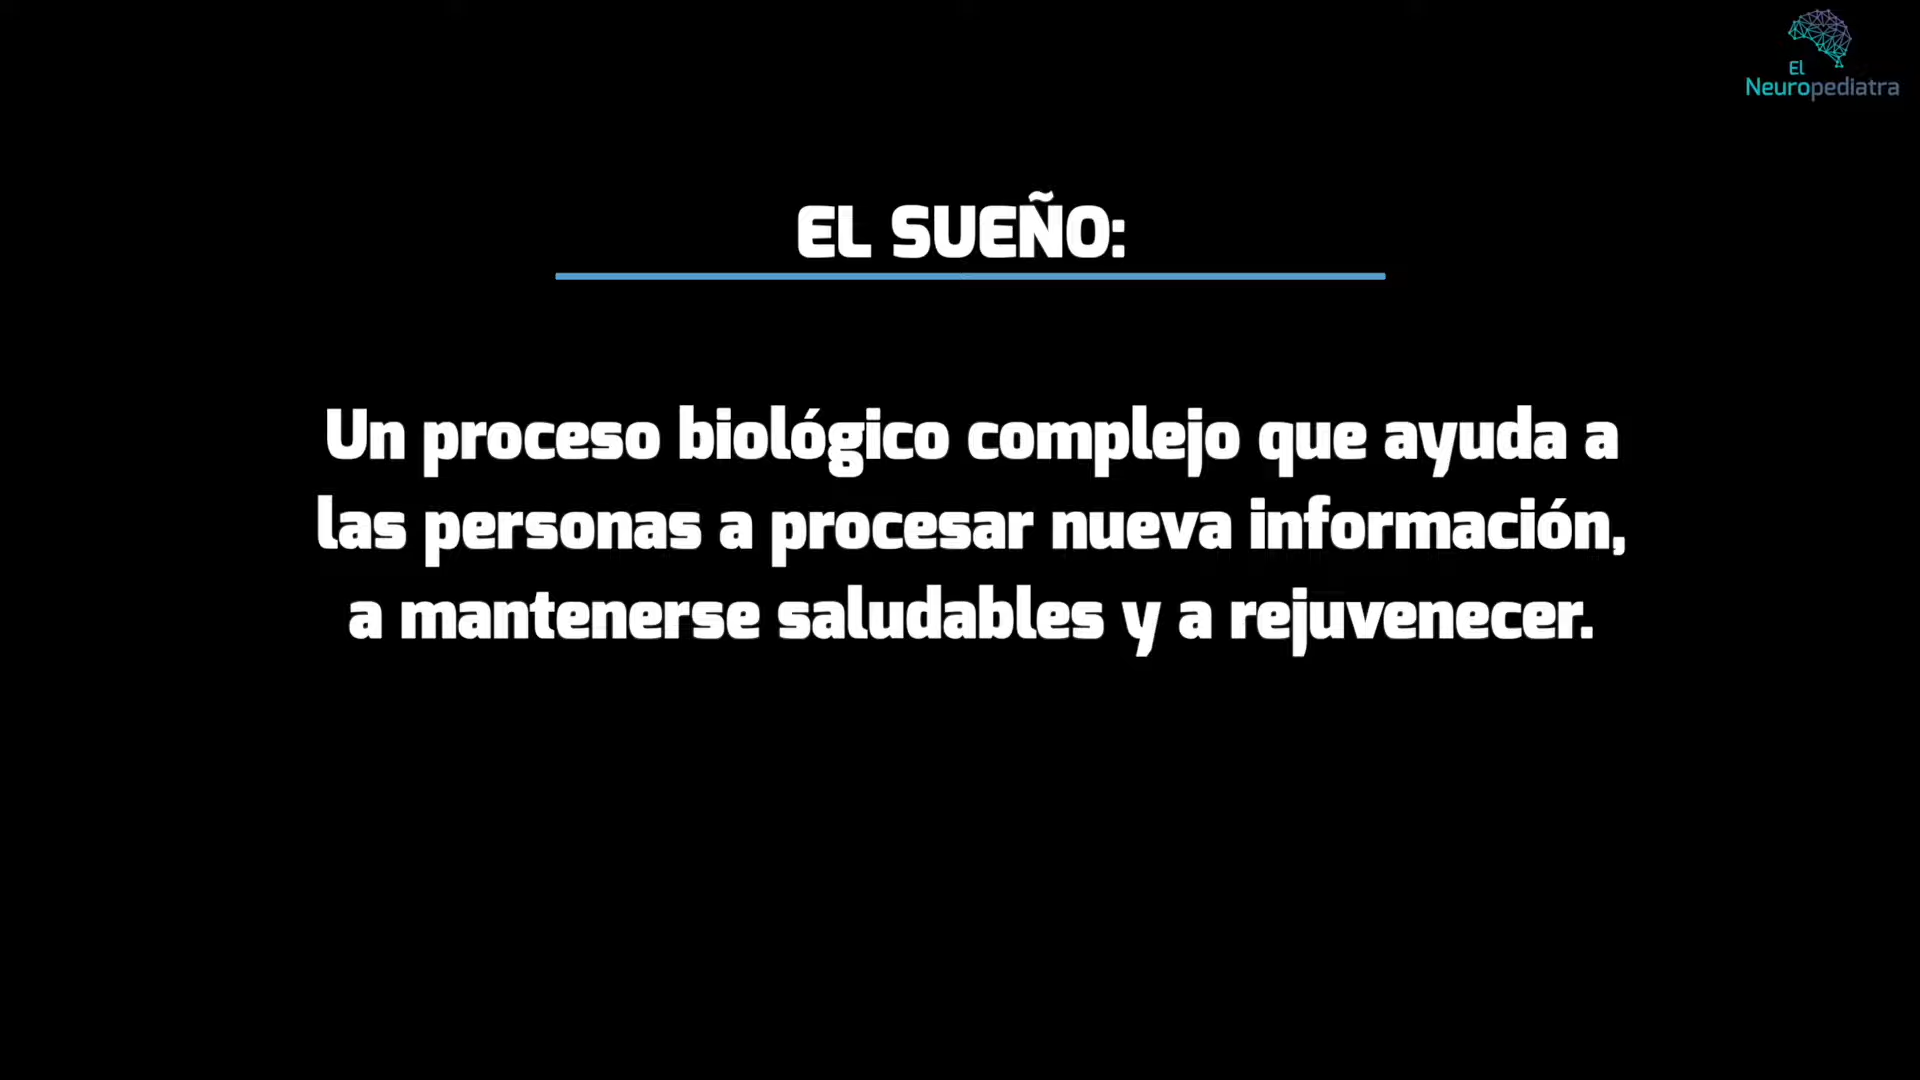 El
Neuropediatra
EL SUEÑO:
Un proceso biológico complejo que ayuda a
las personas a procesar nueva información,
a mantenerse saludables y a rejuvenecer.